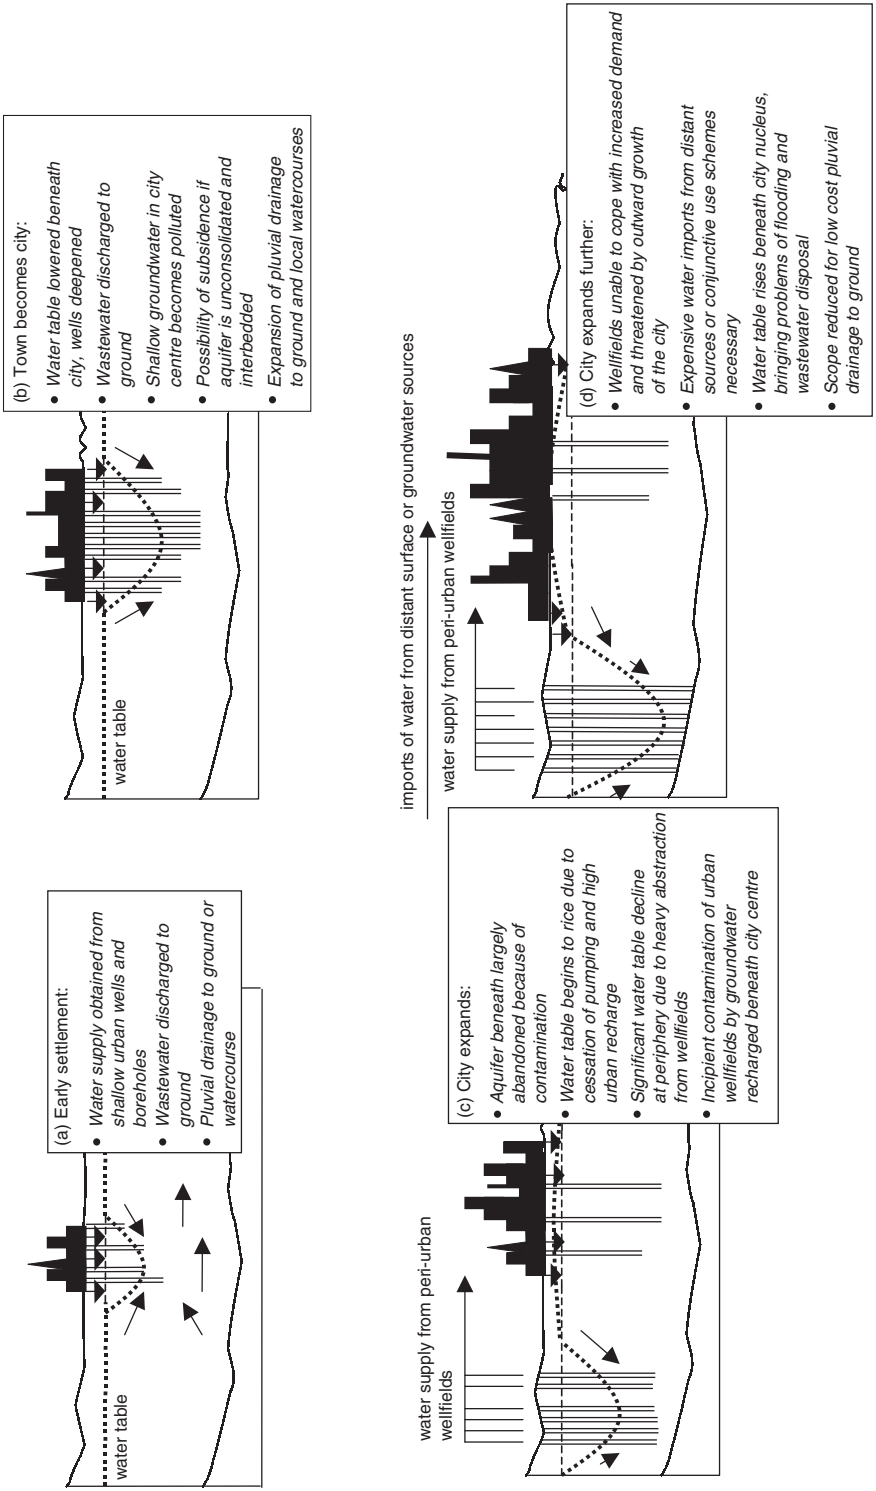 water table
(a) Early settlement:
• Water supply obtained from
shallow urban wells and
boreholes
• Wastewater discharged to
ground
• Pluvial drainage to ground or
watercourse
water table
(b) Town becomes city:
• Water table lowered beneath
city, wells deepened
• Wastewater discharged to
ground
• Shallow groundwater in city
centre becomes polluted
• Possibility of subsidence if
aquifer is unconsolidated and
interbedded
• Expansion of pluvial drainage
to ground and local watercourses
water supply from peri-urban
wellfields
(c) City expands:
• Aquifer beneath largely
abandoned because of
contamination
• Water table begins to rice due to
cessation of pumping and high
urban recharge
• Significant water table decline
at periphery due to heavy abstraction
from wellfields
• Incipient contamination of urban
wellfields by groundwater
recharged beneath city centre
imports of water from distant surface or groundwater sources
water supply from peri-urban wellfields
(d) City expands further:
• Wellfields unable to cope with increased demand
and threatened by outward growth
of the city
• Expensive water imports from distant
sources or conjunctive use schemes
necessary
• Water table rises beneath city nucleus,
bringing problems of flooding and
wastewater disposal
• Scope reduced for low cost pluvial
drainage to ground